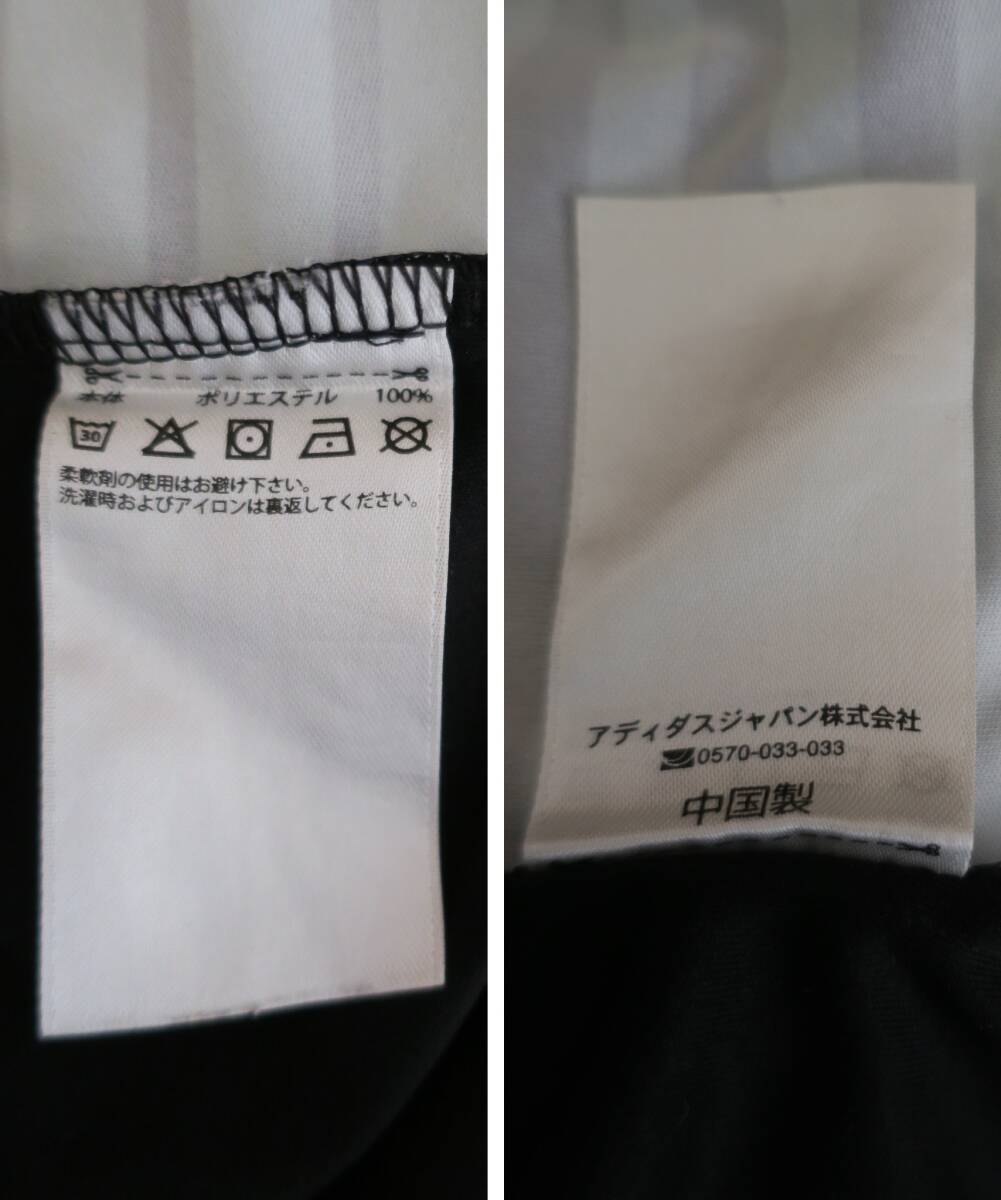 本体 ポリエステル 100%
30
柔軟剤の使用はお避け下さい。
洗濯時およびアイロンは裏返してください。
アディダスジャパン株式会社
0570-033-033
中国製